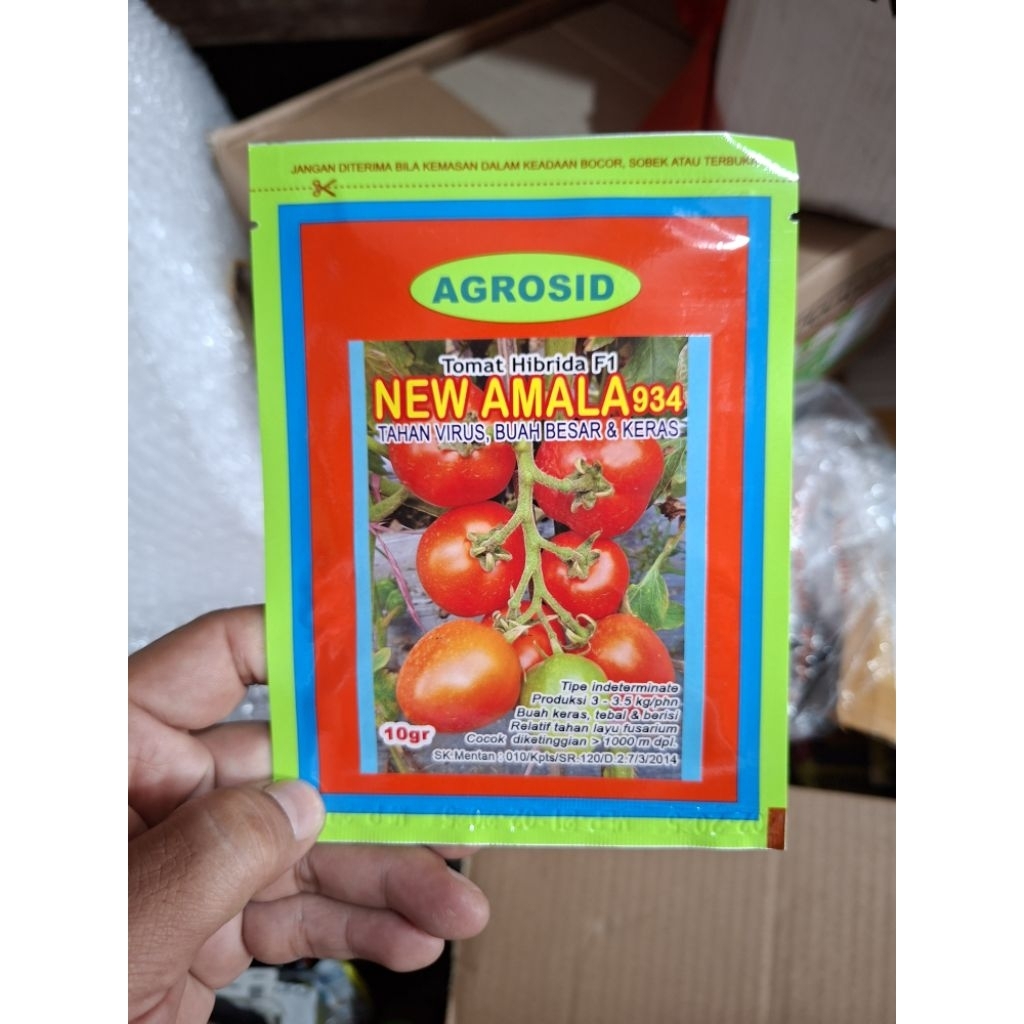 JANGAN DITERIMA BILA KEMASAN DALAM KEADAAN BOCOR, SOBEK ATAU TERBUKA
AGROSID
Tomat Hibrida F1
NEW AMALA 934
TAHAN VIRUS, BUAH BESAR & KERAS
Tipe indeterminate
Produksi 3 - 3.5 kg/phn
Buah keras, tebal & berisi
Relatif tahan layu fusarium
Cocok diketinggian > 1000 m dpl.
10gr
SK Mentan : 010/Kpts/SR.120/D.2.7/3/2014